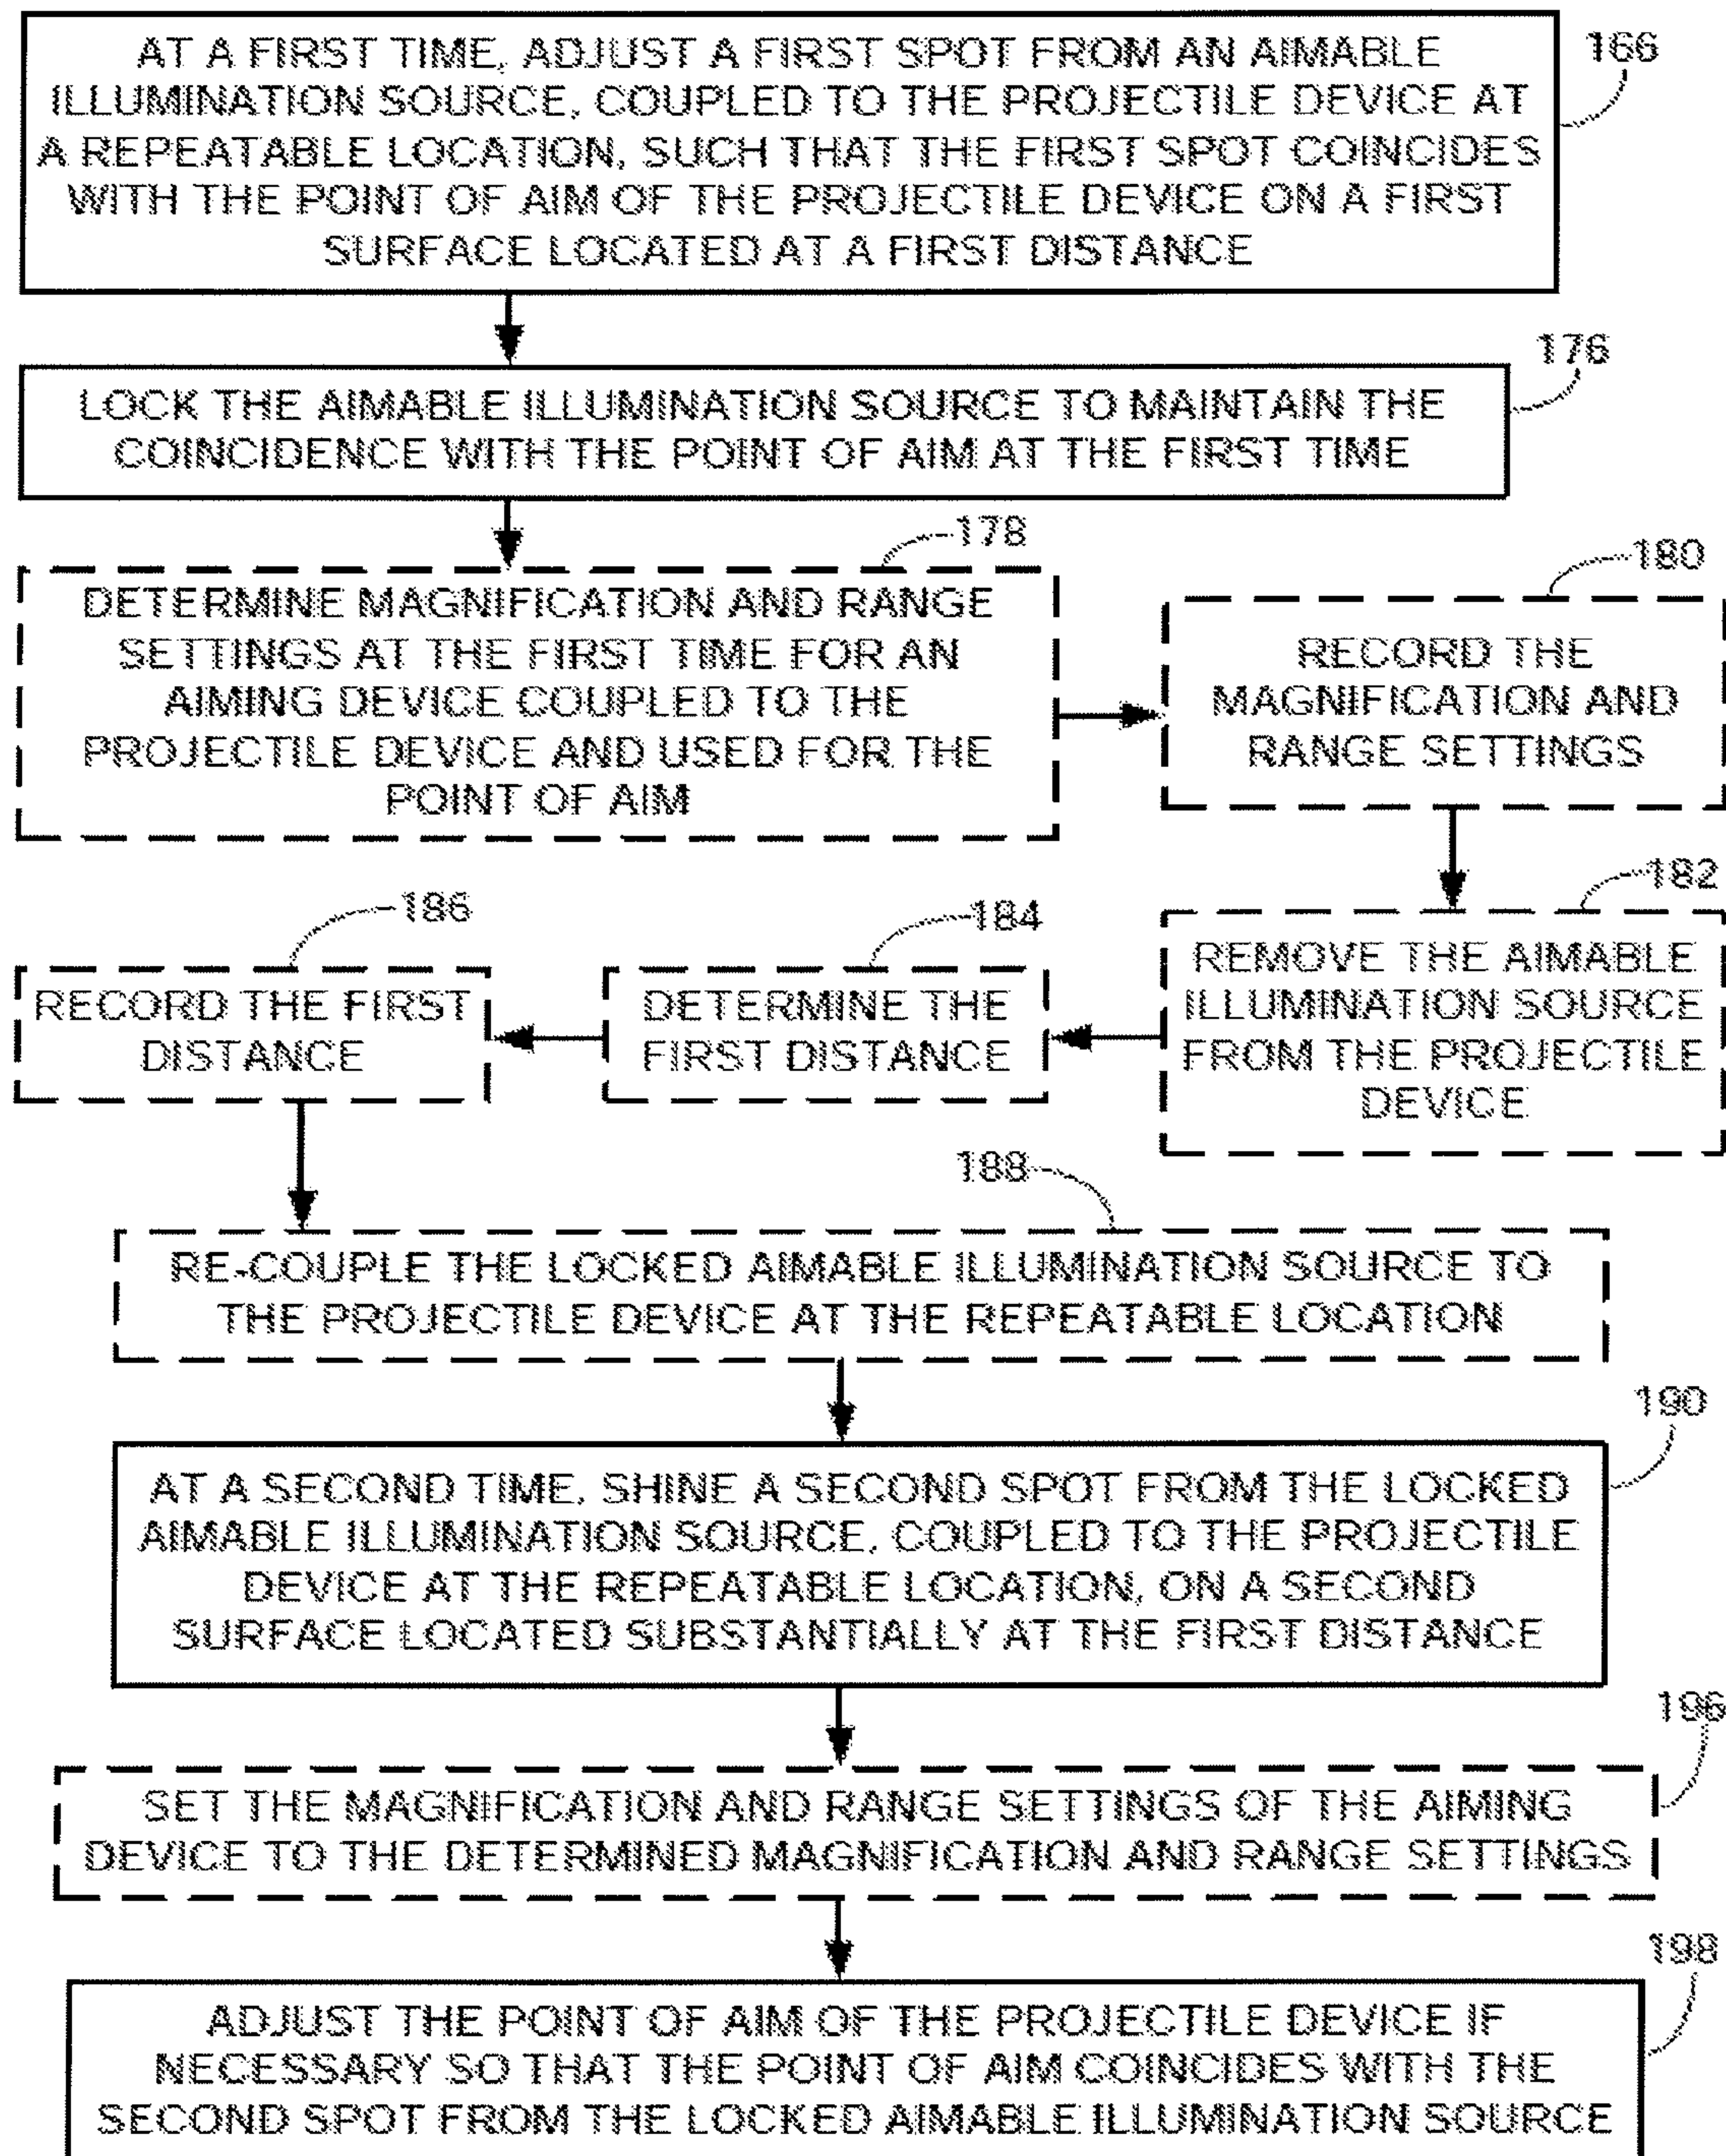 AT A FIRST TIME, ADJUST A FIRST SPOT FROM AN AIMABLE
ILLUMINATION SOURCE, COUPLED TO THE PROJECTILE DEVICE AT
A REPEATABLE LOCATION, SUCH THAT THE FIRST SPOT COINCIDES
WITH THE POINT OF AIM OF THE PROJECTILE DEVICE ON A FIRST
SURFACE LOCATED AT A FIRST DISTANCE
166
LOCK THE AIMABLE ILLUMINATION SOURCE TO MAINTAIN THE
COINCIDENCE WITH THE POINT OF AIM AT THE FIRST TIME
176
178
DETERMINE MAGNIFICATION AND RANGE
SETTINGS AT THE FIRST TIME FOR AN
AIMING DEVICE COUPLED TO THE
PROJECTILE DEVICE AND USED FOR THE
POINT OF AIM
180
RECORD THE
MAGNIFICATION AND
RANGE SETTINGS
182
REMOVE THE AIMABLE
ILLUMINATION SOURCE
FROM THE PROJECTILE
DEVICE
184
DETERMINE THE
FIRST DISTANCE
186
RECORD THE FIRST
DISTANCE
188
RE-COUPLE THE LOCKED AIMABLE ILLUMINATION SOURCE TO
THE PROJECTILE DEVICE AT THE REPEATABLE LOCATION
190
AT A SECOND TIME, SHINE A SECOND SPOT FROM THE LOCKED
AIMABLE ILLUMINATION SOURCE, COUPLED TO THE PROJECTILE
DEVICE AT THE REPEATABLE LOCATION, ON A SECOND
SURFACE LOCATED SUBSTANTIALLY AT THE FIRST DISTANCE
196
SET THE MAGNIFICATION AND RANGE SETTINGS OF THE AIMING
DEVICE TO THE DETERMINED MAGNIFICATION AND RANGE SETTINGS
198
ADJUST THE POINT OF AIM OF THE PROJECTILE DEVICE IF
NECESSARY SO THAT THE POINT OF AIM COINCIDES WITH THE
SECOND SPOT FROM THE LOCKED AIMABLE ILLUMINATION SOURCE